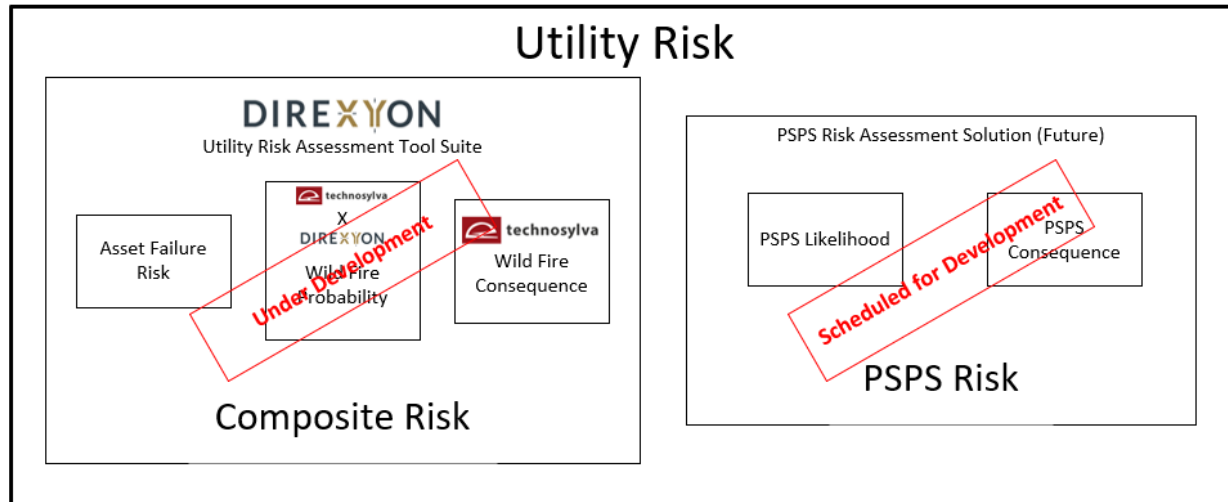 Utility Risk
DIREXYON
Utility Risk Assessment Tool Suite
Asset Failure
Risk
technosylva
X
DIREXYON
Wild Fire
Probability
technosylva
Wild Fire
Consequence
Under Development
Composite Risk
PSPS Risk Assessment Solution (Future)
PSPS Likelihood
PSPS
Consequence
Scheduled for Development
PSPS Risk